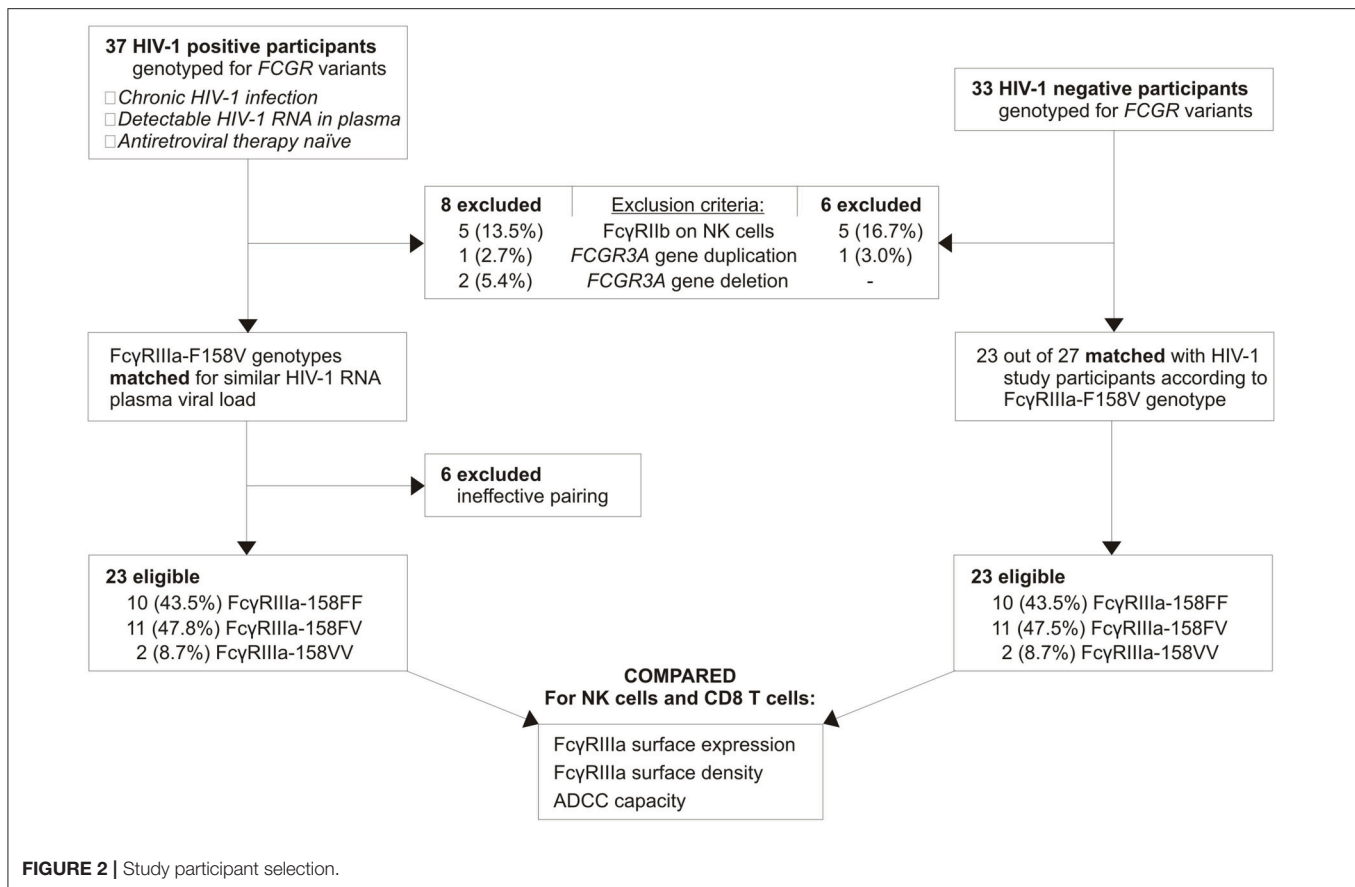 37 HIV-1 positive participants
genotyped for FCGR variants
□Chronic HIV-1 infection
□Detectable HIV-1 RNA in plasma
□Antiretroviral therapy naïve
33 HIV-1 negative participants
genotyped for FCGR variants
8 excluded Exclusion criteria: 6 excluded
5 (13.5%) FcγRIIb on NK cells 5 (16.7%)
1 (2.7%) FCGR3A gene duplication 1 (3.0%)
2 (5.4%) FCGR3A gene deletion -
FcγRIIIa-F158V genotypes
matched for similar HIV-1 RNA
plasma viral load
23 out of 27 matched with HIV-1
study participants according to
FcγRIIIa-F158V genotype
6 excluded
ineffective pairing
23 eligible
10 (43.5%) FcγRIIIa-158FF
11 (47.8%) FcγRIIIa-158FV
2 (8.7%) FcγRIIIa-158VV
23 eligible
10 (43.5%) FcγRIIIa-158FF
11 (47.5%) FcγRIIIa-158FV
2 (8.7%) FcγRIIIa-158VV
COMPARED
For NK cells and CD8 T cells:
FcγRIIIa surface expression
FcγRIIIa surface density
ADCC capacity
FIGURE 2 | Study participant selection.